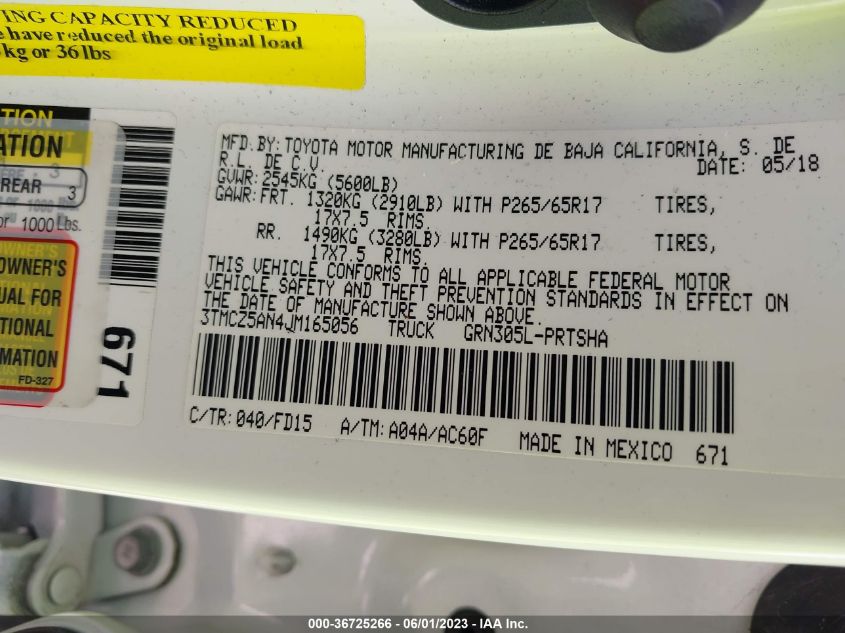 ING CAPACITY REDUCED
have reduced the original load
kg or 36 lbs
TION
ATION
REAR 3
or 1000 Lbs.
OWNER'S
UAL FOR
TIONAL
MATION
FD-327
671
MFD.BY:TOYOTA MOTOR MANUFACTURING DE BAJA CALIFORNIA, S. DE
R.L. DE C.V.
DATE: 05/18
GVWR:2545KG (5600LB)
GAWR:FRT. 1320KG (2910LB) WITH P265/65R17 TIRES,
17X7.5 RIMS.
RR. 1490KG (3280LB) WITH P265/65R17 TIRES,
17X7.5 RIMS.
THIS VEHICLE CONFORMS TO ALL APPLICABLE FEDERAL MOTOR
VEHICLE SAFETY AND THEFT PREVENTION STANDARDS IN EFFECT ON
THE DATE OF MANUFACTURE SHOWN ABOVE.
3TMCZ5AN4JM165056 TRUCK GRN305L-PRTSHA
C/TR:040/FD15 A/TM:A04A/AC60F MADE IN MEXICO 671
000-36725266 - 06/01/2023 - IAA Inc.